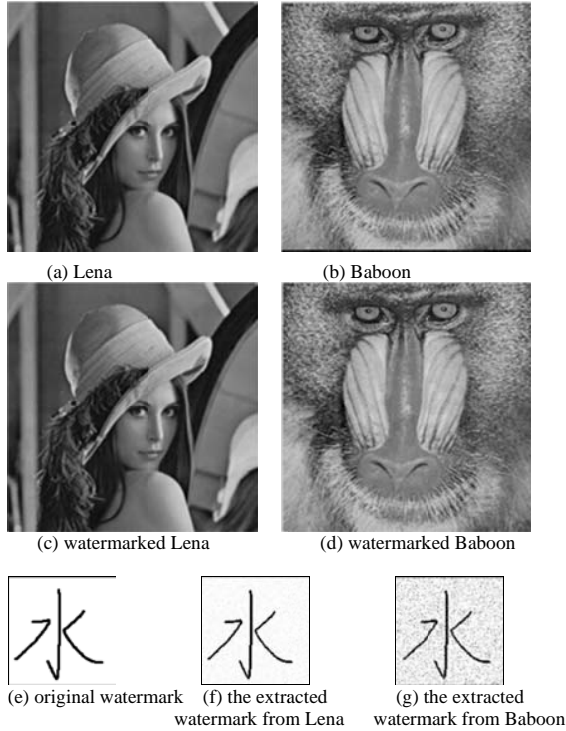 (a) Lena
(b) Baboon
(c) watermarked Lena
(d) watermarked Baboon
水
水
水
(e) original watermark
(f) the extracted
watermark from Lena
(g) the extracted
watermark from Baboon